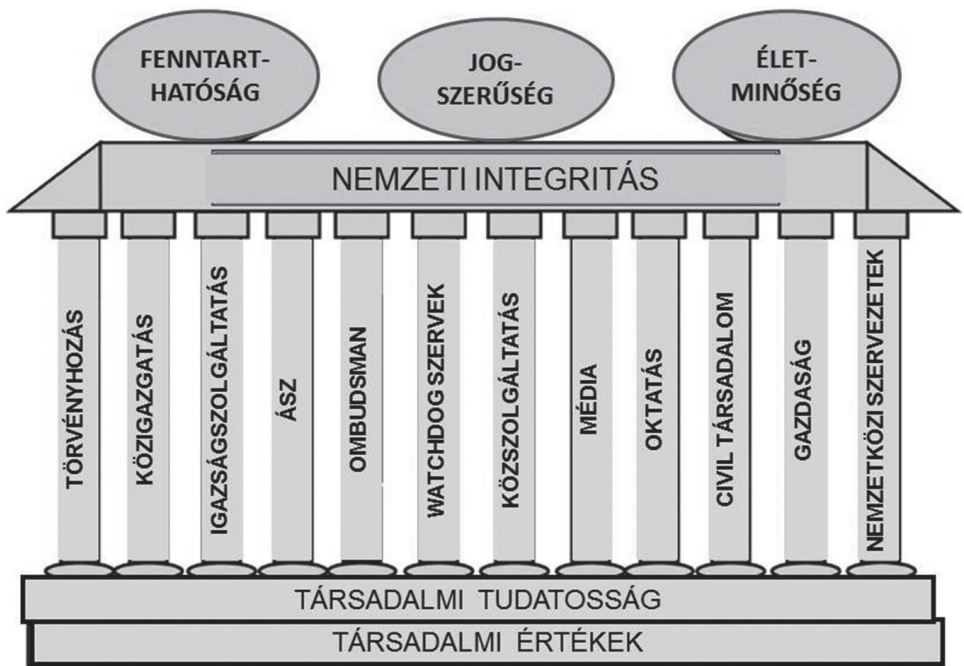 FENNTART-
HATÓSÁG
JOG-
SZERŰSÉG
ÉLET-
MINŐSÉG
NEMZETI INTEGRITÁS
TÖRVÉNYHOZÁS
KÖZIGAZGATÁS
IGAZSÁGSZOLGÁLTATÁS
ÁSZ
OMBUDSMAN
WATCHDOG SZERVEK
KÖZSZOLGÁLTATÁS
MÉDIA
OKTATÁS
CIVIL TÁRSADALOM
GAZDASÁG
NEMZETKÖZI SZERVEZETEK
TÁRSADALMI TUDATOSSÁG
TÁRSADALMI ÉRTÉKEK